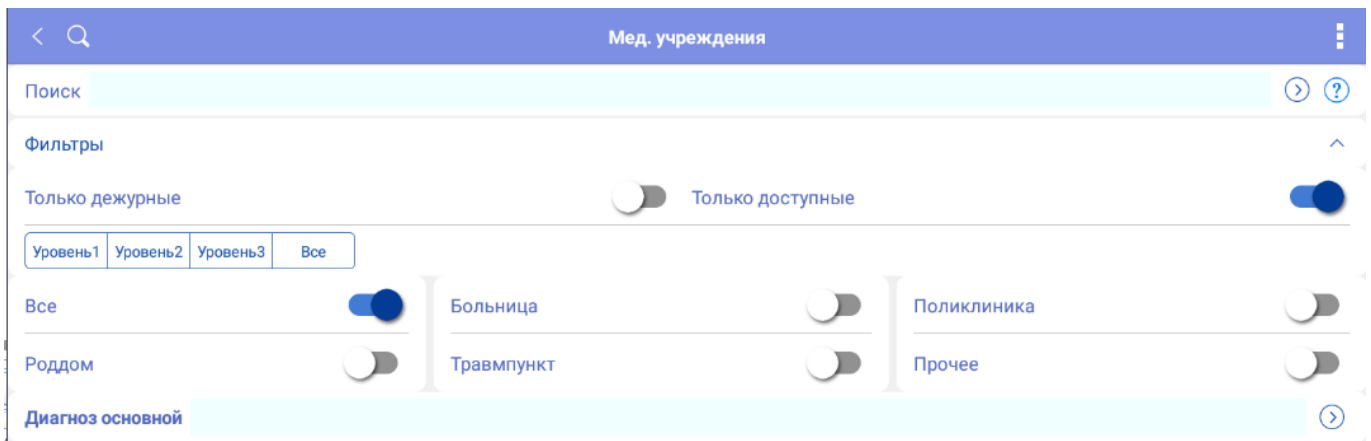 Мед. учреждения
Поиск
Фильтры
Только дежурные Только доступные
Уровень1 Уровень2 Уровень3 Все
Все Больница Поликлиника
Роддом Травмпункт Прочее
Диагноз основной